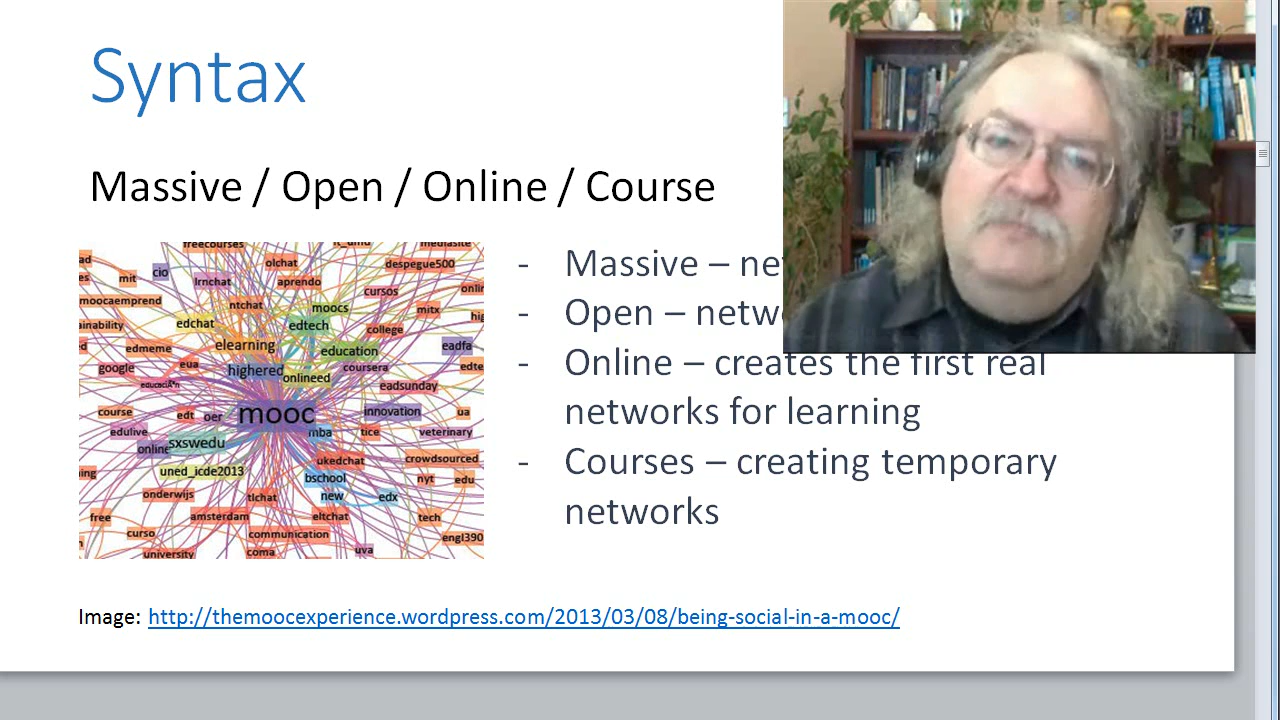 Syntax
Massive / Open / Online / Course
- Massive –
- Open –
- Online – creates the first real
networks for learning
- Courses – creating temporary
networks
freecourses
mediasite
olchat
despegue500
mit
cio
lrnchat
aprendo
moocaemprend
ntchat
cursos
moocs
mitx
edchat
edtech
college
elearning
eadfa
edmeme
education
google
eua
highered
onlineed
coursera
eadsunday
course
edt
oer
mooc
innovation
ua
edulive
sxswedu
mba
tice
veterinary
online
uned_icde2013
ukedchat
crowdsourced
bschool
nyt
edu
onderwijs
tlchat
new
edx
free
amsterdam
eltchat
tech
curso
communication
engl390
university
coma
uva
Image: http://themoocexperience.wordpress.com/2013/03/08/being-social-in-a-mooc/